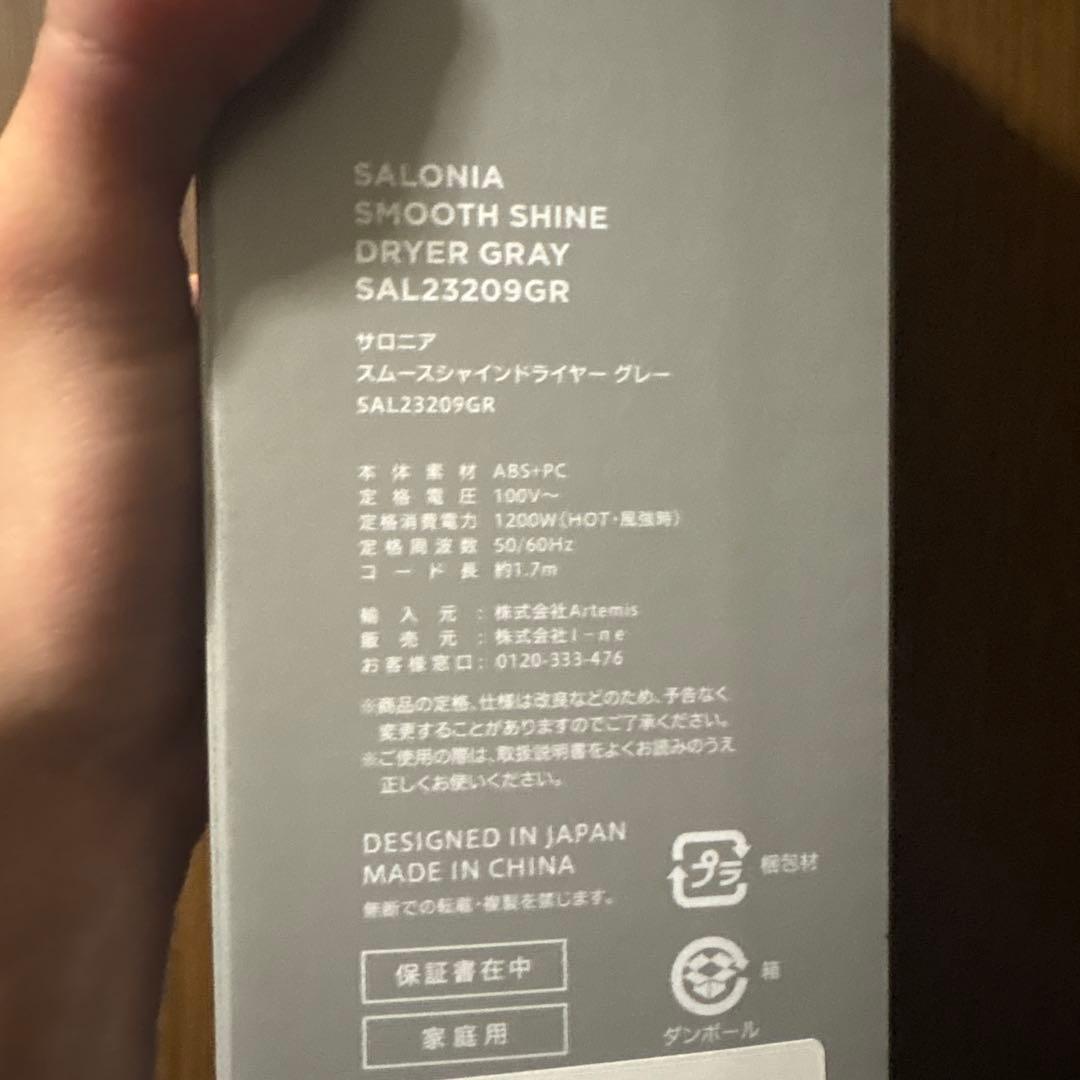 SALONIA
SMOOTH SHINE
DRYER GRAY
SAL23209GR
サロニア
スムースシャインドライヤー グレー
SAL23209GR
本体素材 ABS+PC
定格電圧 100V～
定格消費電力 1200W(HOT・風強時)
定格周波数 50/60Hz
コード長 約1.7m
輸入元：株式会社Artemis
販売元：株式会社I-ne
お客様窓口：0120-333-476
※商品の定格、仕様は改良などのため、予告なく
変更することがありますのでご了承ください。
※ご使用の際は、取扱説明書をよくお読みのうえ
正しくお使いください。
DESIGNED IN JAPAN
MADE IN CHINA
無断での転載・複製を禁じます。
プラ 梱包材
保証書在中
箱
家庭用
ダンボール